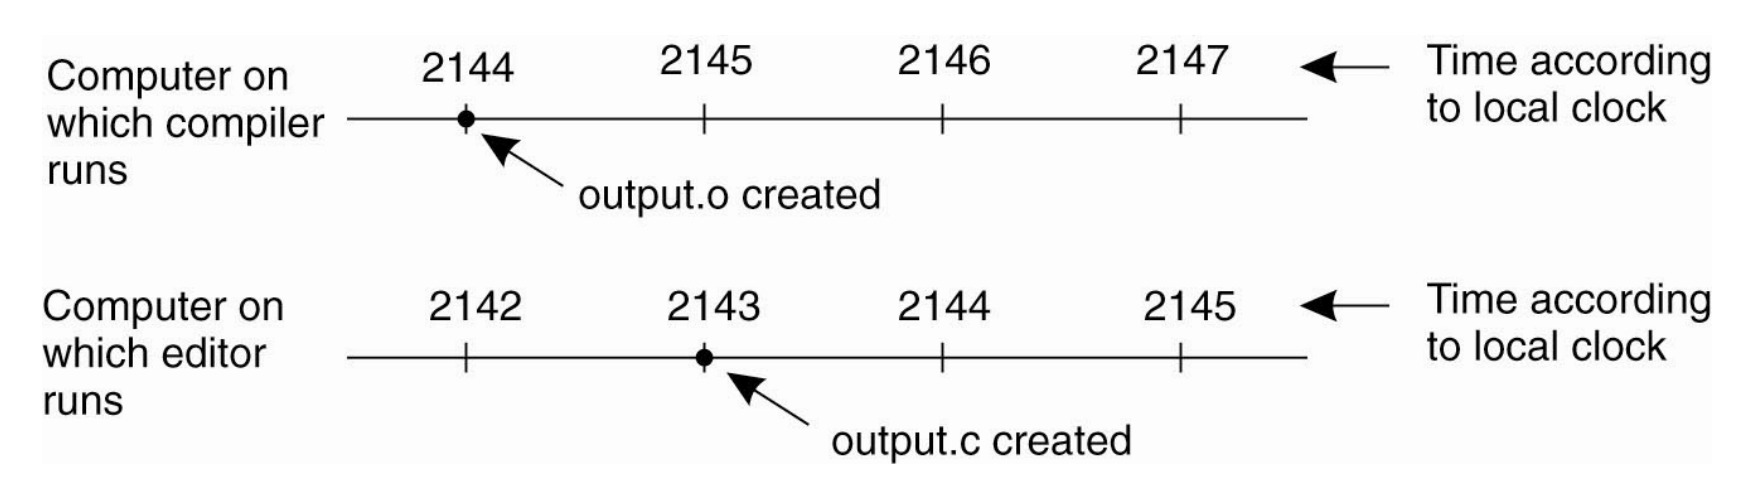 Computer on
which compiler
runs
2144 2145 2146 2147
Time according
to local clock
output.o created
Computer on
which editor
runs
2142 2143 2144 2145
Time according
to local clock
output.c created